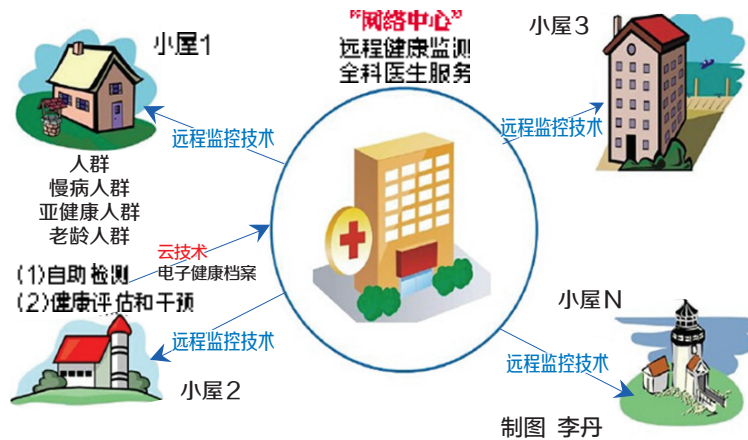 “网络中心”
远程健康监测
全科医生服务
小屋1
小屋3
远程监控技术
远程监控技术
人群
慢病人群
亚健康人群
老龄人群
云技术
电子健康档案
(1)自助检测
(2)健康评估和干预
远程监控技术
小屋2
小屋N
远程监控技术
制图 李丹